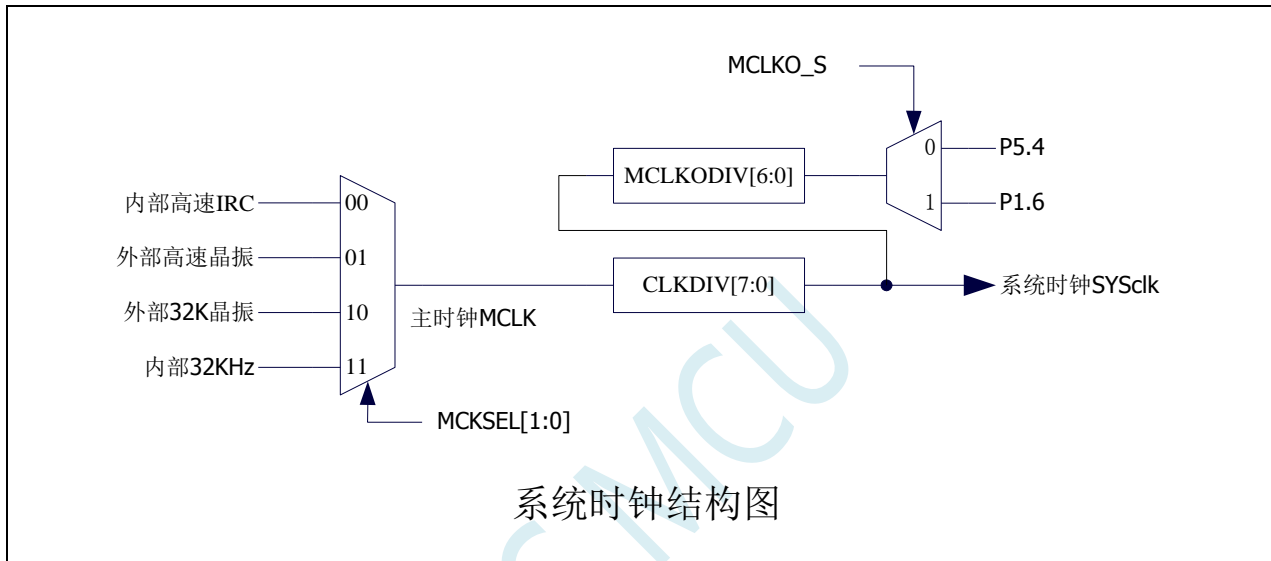 MCLKO_S
MCLKODIV[6:0]
0
P5.4
1
P1.6
内部高速IRC
00
外部高速晶振
01
外部32K晶振
10
内部32KHz
11
主时钟MCLK
CLKDIV[7:0]
系统时钟SYSclk
MCKSEL[1:0]
系统时钟结构图